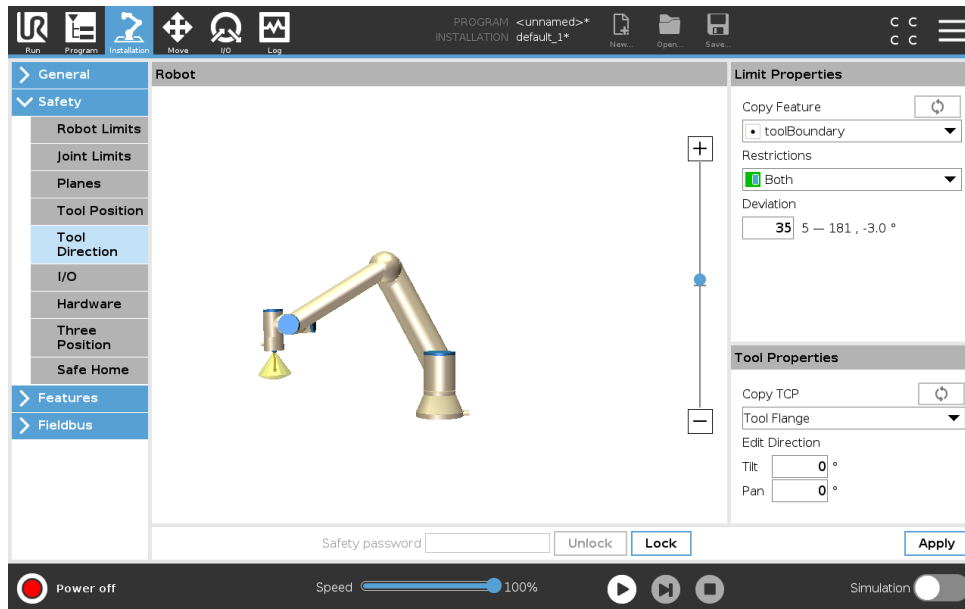 PROGRAM <unnamed>*
INSTALLATION default_1*
UR
Run
Program
Installation
Move
I/O
Log
New...
Open...
Save...
C C
C C
General
Safety
Robot Limits
Joint Limits
Planes
Tool Position
Tool
Direction
I/O
Hardware
Three
Position
Safe Home
Features
Fieldbus
Robot
Limit Properties
Copy Feature
toolBoundary
Restrictions
Both
Deviation
35 5 — 181 , -3.0 °
Tool Properties
Copy TCP
Tool Flange
Edit Direction
Tilt 0 °
Pan 0 °
Safety password
Unlock
Lock
Apply
Power off
Speed
100%
Simulation